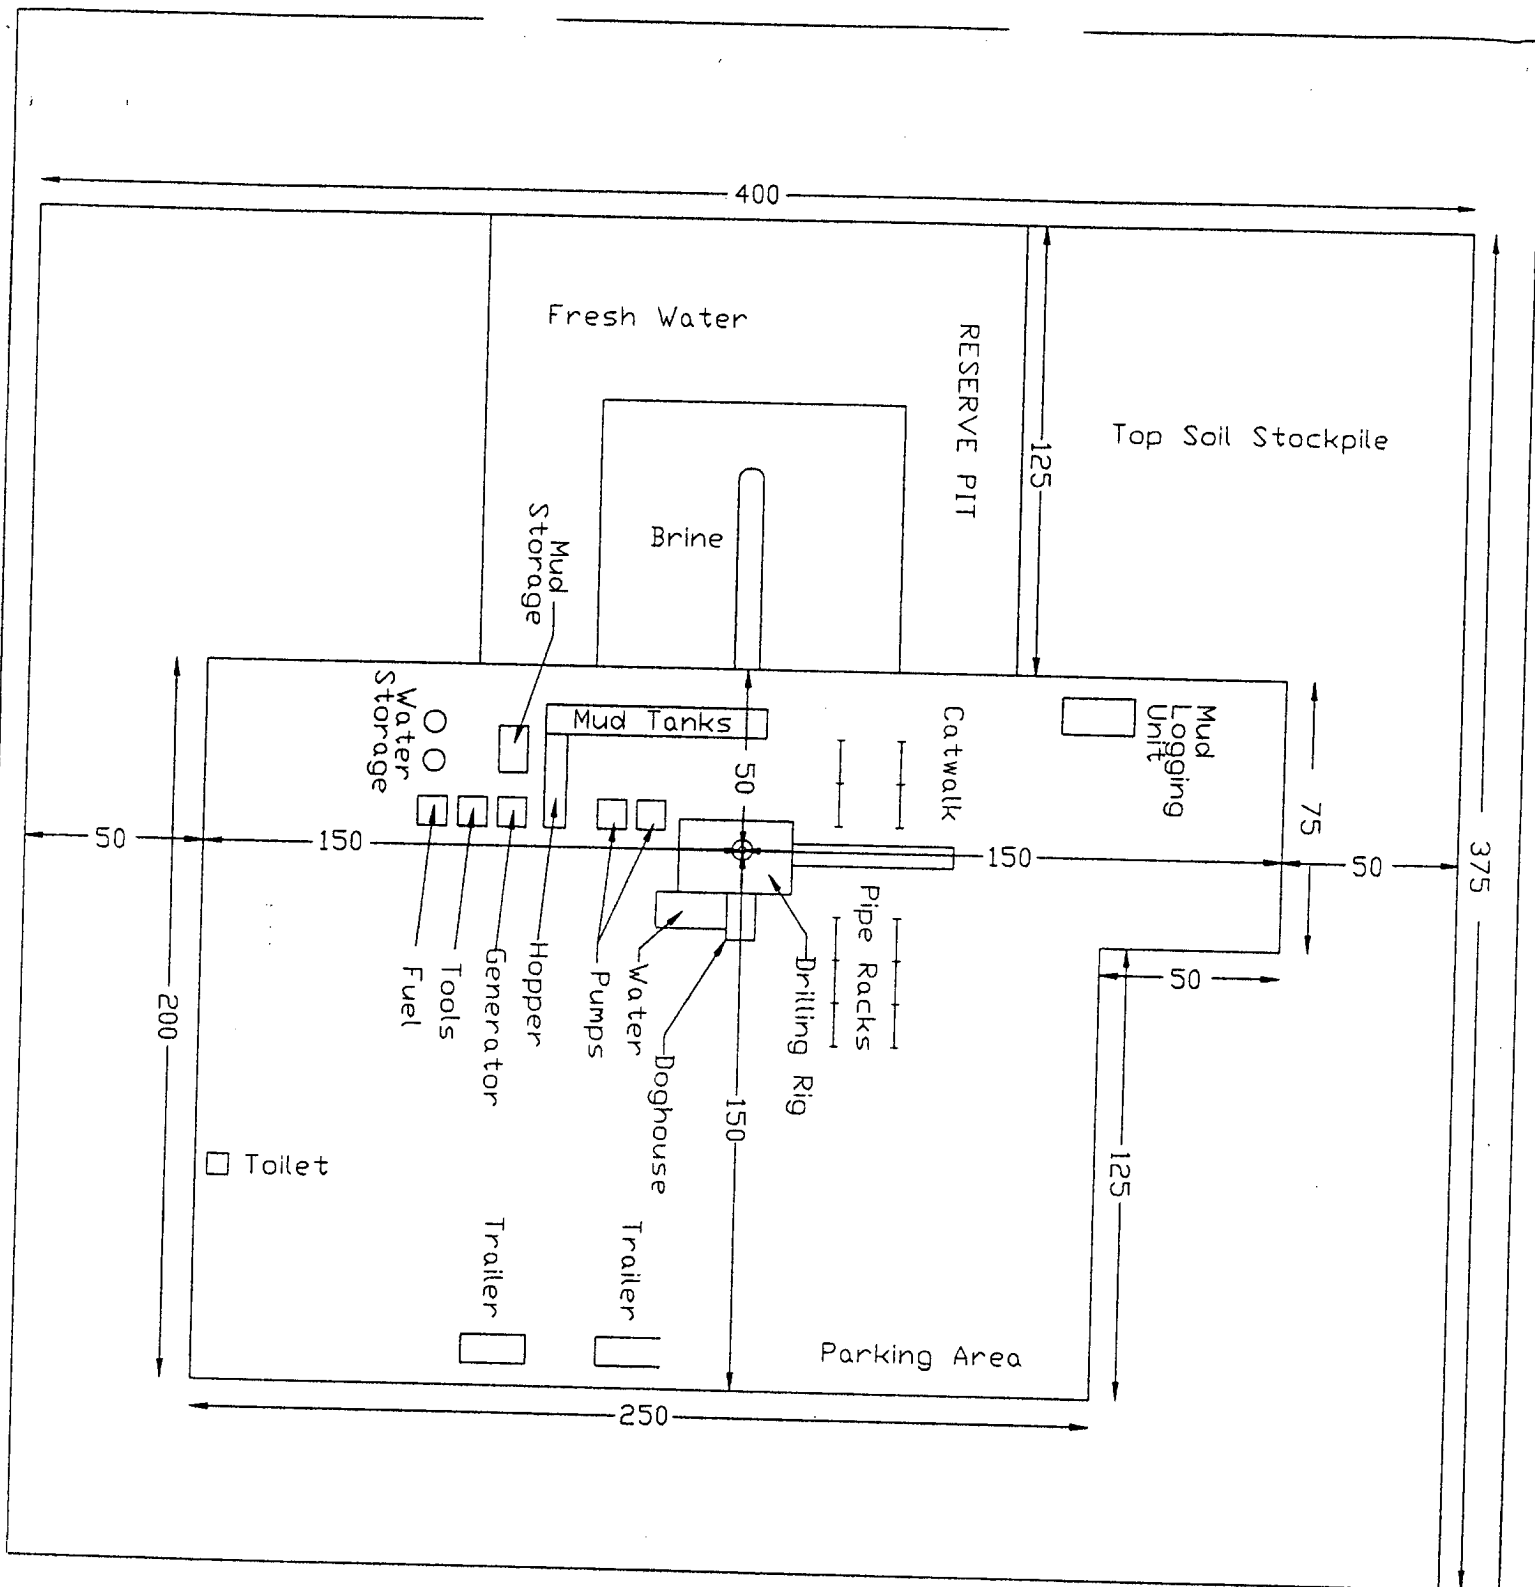 400
Fresh Water
RESERVE PIT
125
Top Soil Stockpile
Brine
Mud
Storage
Water
Storage
Mud Tanks
50
Catwalk
Mud
Logging
Unit
75
50
150
150
50
375
50
Pipe Racks
Drilling Rig
Fuel
Tools
Generator
Hopper
Pumps
Water
Doghouse
200
150
125
Toilet
Trailer
Trailer
Parking Area
250